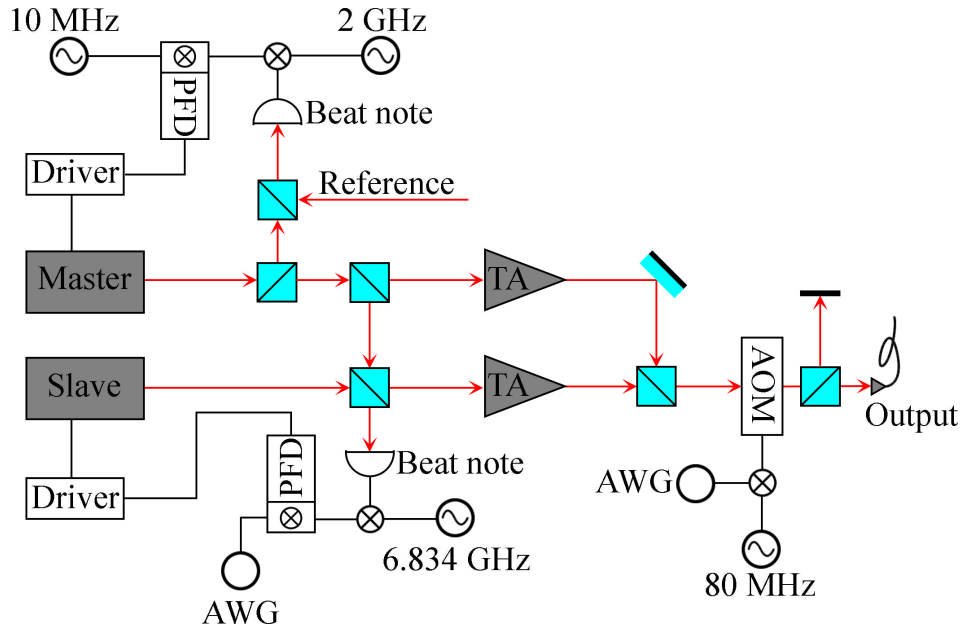 10 MHz
2 GHz
PFD
Beat note
Driver
Reference
Master
TA
Slave
TA
AOM
Output
PFD
Beat note
Driver
AWG
6.834 GHz
AWG
80 MHz